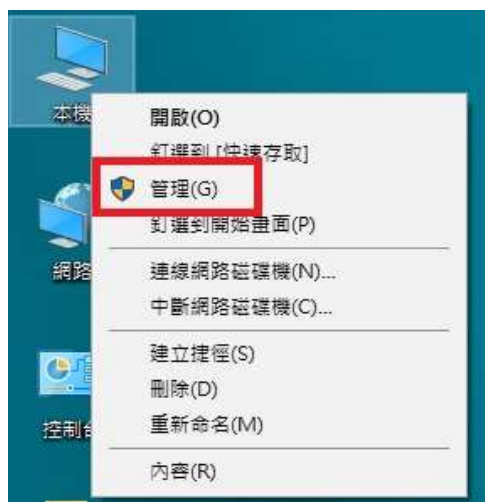 本機
開啟(O)
釘選到 [快速存取]
管理(G)
釘選到開始畫面(P)
網路
連線網路磁碟機(N)...
中斷網路磁碟機(C)...
建立捷徑(S)
刪除(D)
控制台
重新命名(M)
內容(R)